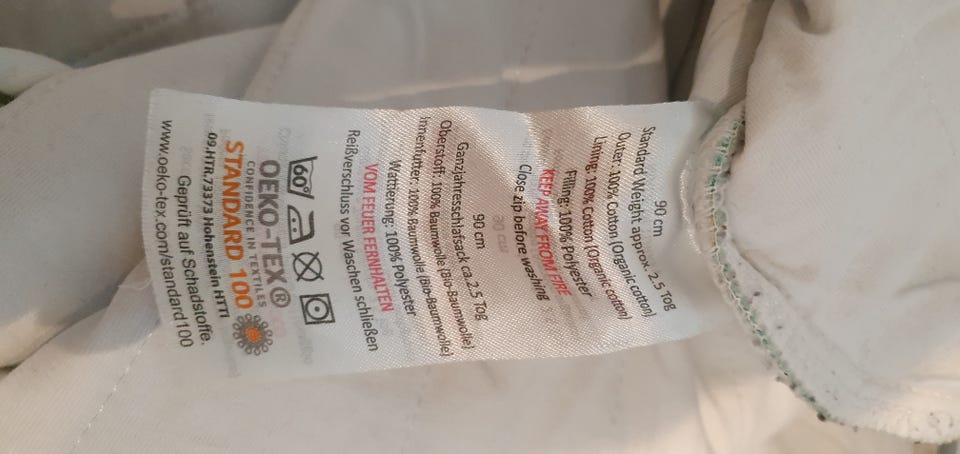 90 cm
Standard Weight approx. 2.5 Tog
Outer: 100% Cotton (Organic cotton)
Lining: 100% Cotton (Organic cotton)
Filling: 100% Polyester
KEEP AWAY FROM FIRE
Close zip before washing
90 cm
Ganzjahresschlafsack ca.2.5 Tog
Oberstoff: 100% Baumwolle (Bio-Baumwolle)
Innenfutter: 100% Baumwolle (Bio-Baumwolle)
Wattierung: 100% Polyester
VOM FEUER FERNHALTEN
Reißverschluss vor Waschen schließen
60°
OEKO-TEX®
CONFIDENCE IN TEXTILES
STANDARD 100
09.HTR.73373 Hohenstein HTTI
Geprüft auf Schadstoffe.
www.oeko-tex.com/standard100